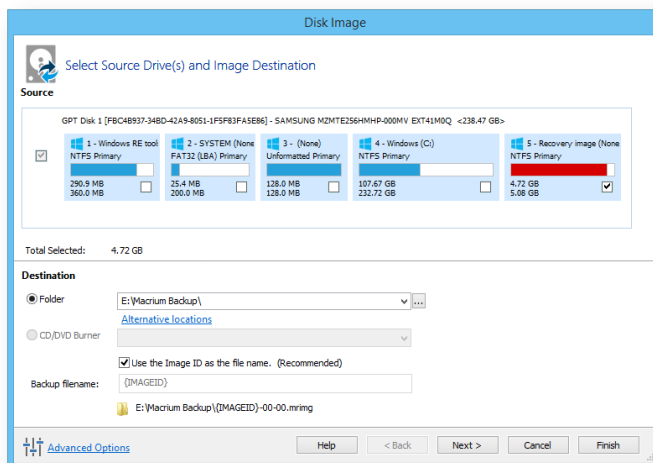 Disk Image
Select Source Drive(s) and Image Destination
Source
GPT Disk 1 [FBC4B937-34BD-42A9-8051-1F5F83FA5E86] - SAMSUNG MZMTE256HMHP-000MV EXT41M0Q <238.47 GB>
1 - Windows RE tool
NTFS Primary
290.9 MB
360.0 MB
2 - SYSTEM (None
FAT32 (LBA) Primary
25.4 MB
200.0 MB
3 - (None)
Unformatted Primary
128.0 MB
128.0 MB
4 - Windows (C:)
NTFS Primary
107.67 GB
232.72 GB
5 - Recovery image (None
NTFS Primary
4.72 GB
5.08 GB
Total Selected: 4.72 GB
Destination
Folder E:\Macrium Backup\ ...
Alternative locations
CD/DVD Burner
Use the Image ID as the file name. (Recommended)
Backup filename: {IMAGEID}
E:\Macrium Backup\{IMAGEID}-00-00.mrimg
Advanced Options Help < Back Next > Cancel Finish